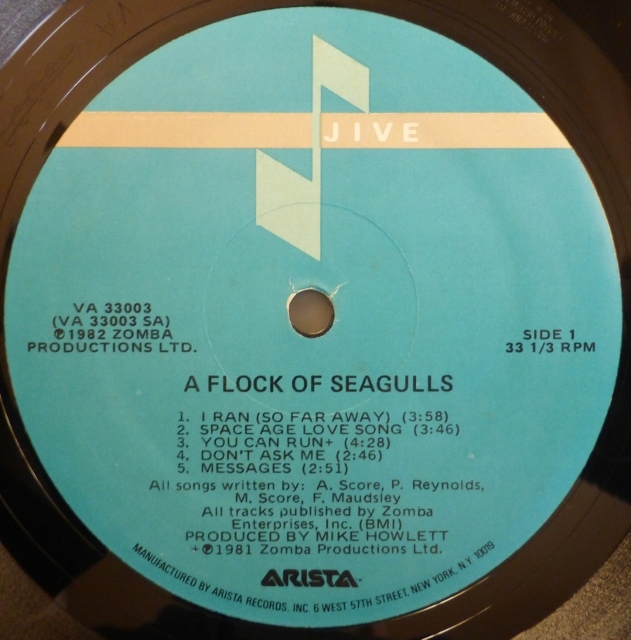 JIVE
VA 33003
(VA 33003 SA)
℗1982 ZOMBA
PRODUCTIONS LTD.
SIDE 1
33 1/3 RPM
A FLOCK OF SEAGULLS
1. I RAN (SO FAR AWAY) (3:58)
2. SPACE AGE LOVE SONG (3:46)
3. YOU CAN RUN+ (4:28)
4. DON'T ASK ME (2:46)
5. MESSAGES (2:51)
All songs written by: A. Score, P. Reynolds,
M. Score, F. Maudsley
All tracks published by Zomba
Enterprises, Inc. (BMI)
PRODUCED BY MIKE HOWLETT
+℗1981 Zomba Productions Ltd.
ARISTA
MANUFACTURED BY ARISTA RECORDS, INC. 6 WEST 57TH STREET, NEW YORK, N.Y. 10019